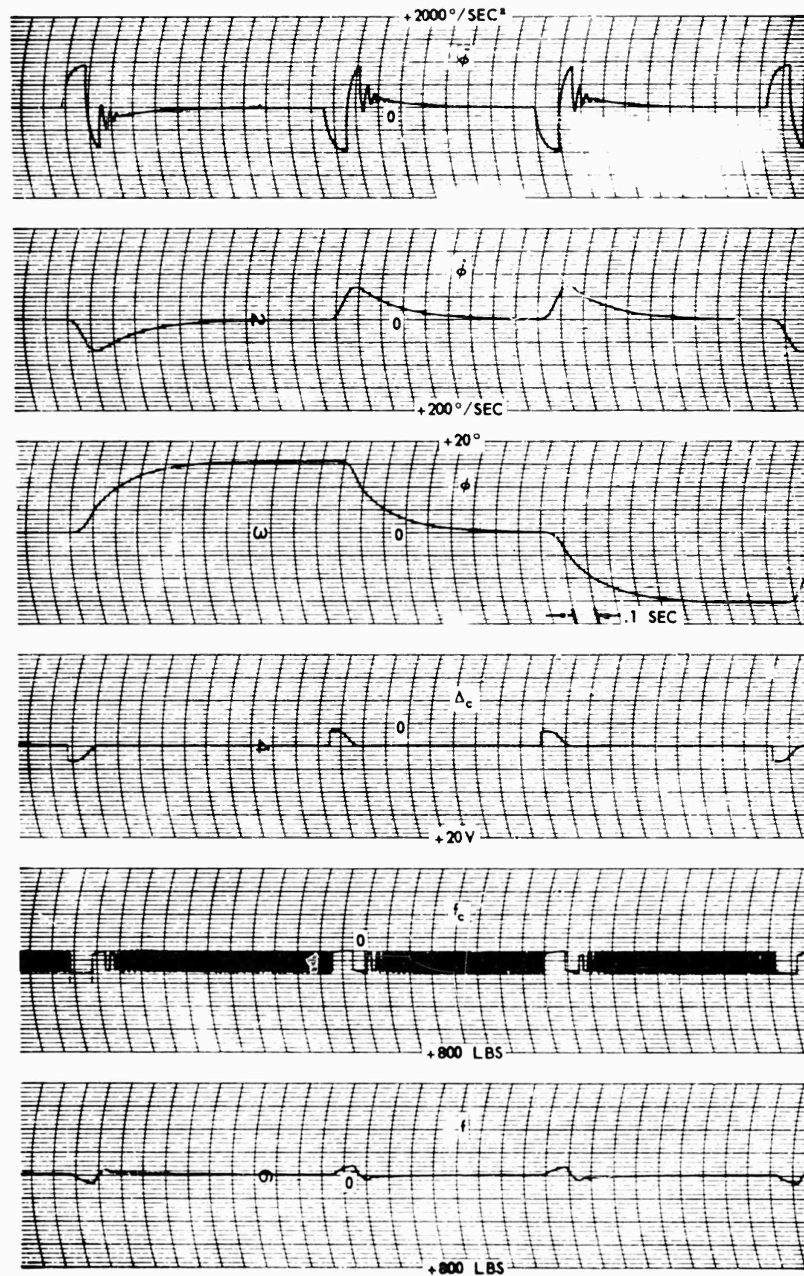 +2000°/SEC²
φ̈
0
φ̇
2
0
+200°/SEC
+20°
φ
3
0
.1 SEC
Δc
0
4
+20V
fc
0
+800 LBS
f
6
0
+800 LBS